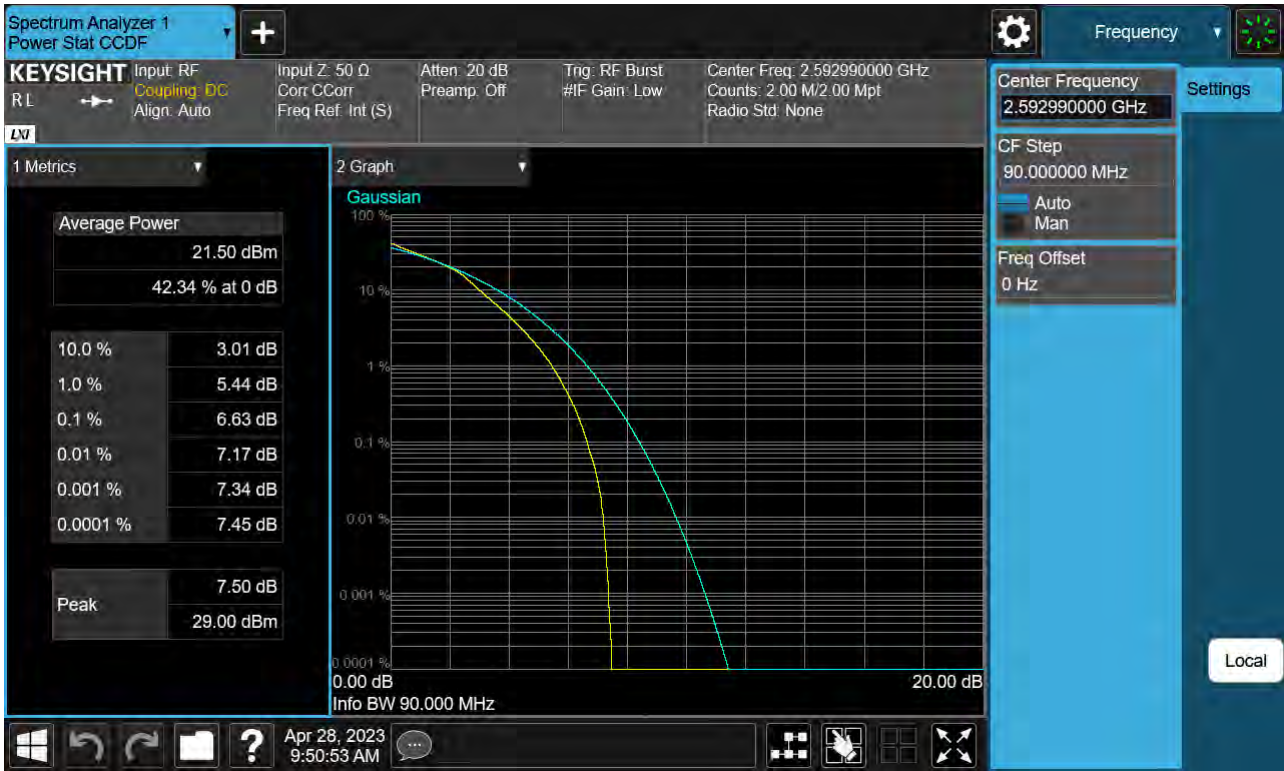 Spectrum Analyzer 1
Power Stat CCDF
+
Frequency
KEYSIGHT
RL
LXI
Input: RF
Coupling: DC
Align: Auto
Input Z: 50 Ω
Corr CCorr
Freq Ref: Int (S)
Atten: 20 dB
Preamp: Off
Trig: RF Burst
#IF Gain: Low
Center Freq: 2.592990000 GHz
Counts: 2.00 M/2.00 Mpt
Radio Std: None
Center Frequency
2.592990000 GHz
Settings
CF Step
90.000000 MHz
Auto
Man
Freq Offset
0 Hz
1 Metrics
Average Power
21.50 dBm
42.34 % at 0 dB
10.0 % 3.01 dB
1.0 % 5.44 dB
0.1 % 6.63 dB
0.01 % 7.17 dB
0.001 % 7.34 dB
0.0001 % 7.45 dB
Peak
7.50 dB
29.00 dBm
2 Graph
Gaussian
100 %
10 %
1 %
0.1 %
0.01 %
0.001 %
0.0001 %
0.00 dB 20.00 dB
Info BW 90.000 MHz
Local
?
Apr 28, 2023
9:50:53 AM